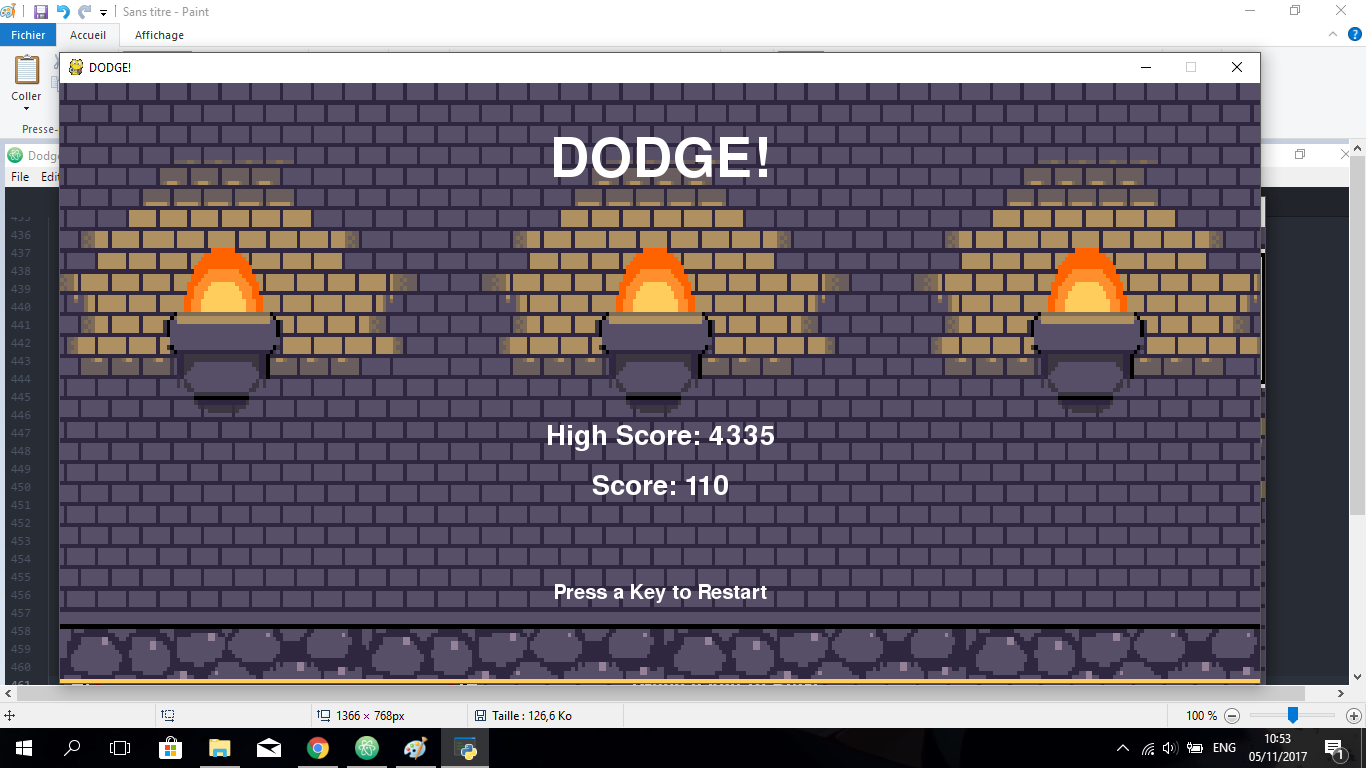 Sans titre - Paint
Fichier Accueil Affichage
DODGE!
Coller
Presse-
Dodg
File Edit
DODGE!
436
437
438
439
440
441
442
443
444
445
446
447
448
449
450
451
452
453
454
455
456
457
458
459
460
461
High Score: 4335
Score: 110
Press a Key to Restart
1366 × 768px
Taille : 126,6 Ko
100 %
ENG
10:53
05/11/2017
1